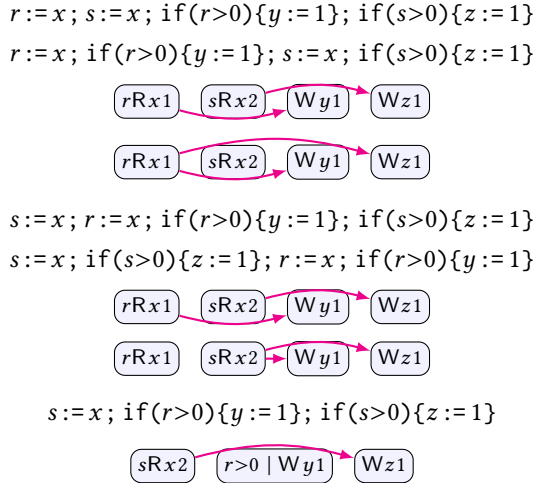 r := x ; s := x ; if(r>0){y := 1}; if(s>0){z := 1}
r := x ; if(r>0){y := 1}; s := x ; if(s>0){z := 1}
rRx1 sRx2 Wy1 Wz1
rRx1 sRx2 Wy1 Wz1
s := x ; r := x ; if(r>0){y := 1}; if(s>0){z := 1}
s := x ; if(s>0){z := 1}; r := x ; if(r>0){y := 1}
rRx1 sRx2 Wy1 Wz1
rRx1 sRx2 Wy1 Wz1
s := x ; if(r>0){y := 1}; if(s>0){z := 1}
sRx2 r>0 | Wy1 Wz1